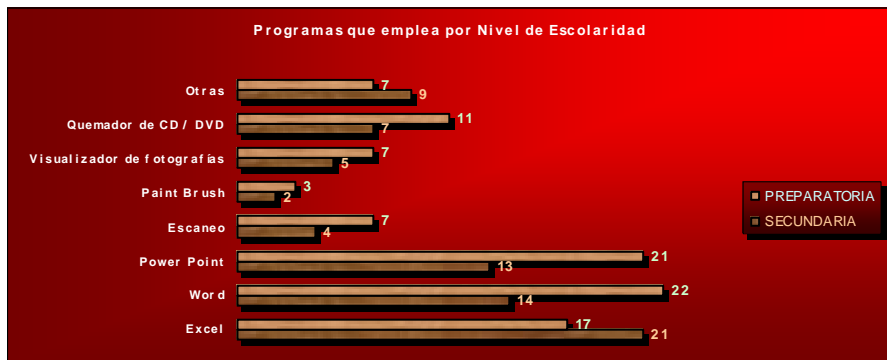 Programas que emplea por Nivel de Escolaridad
Otras
7
9
Quemador de CD / DVD
11
7
Visualizador de fotografías
7
5
Paint Brush
3
2
Escaneo
7
4
Power Point
21
13
Word
22
14
Excel
17
21
PREPARATORIA
SECUNDARIA